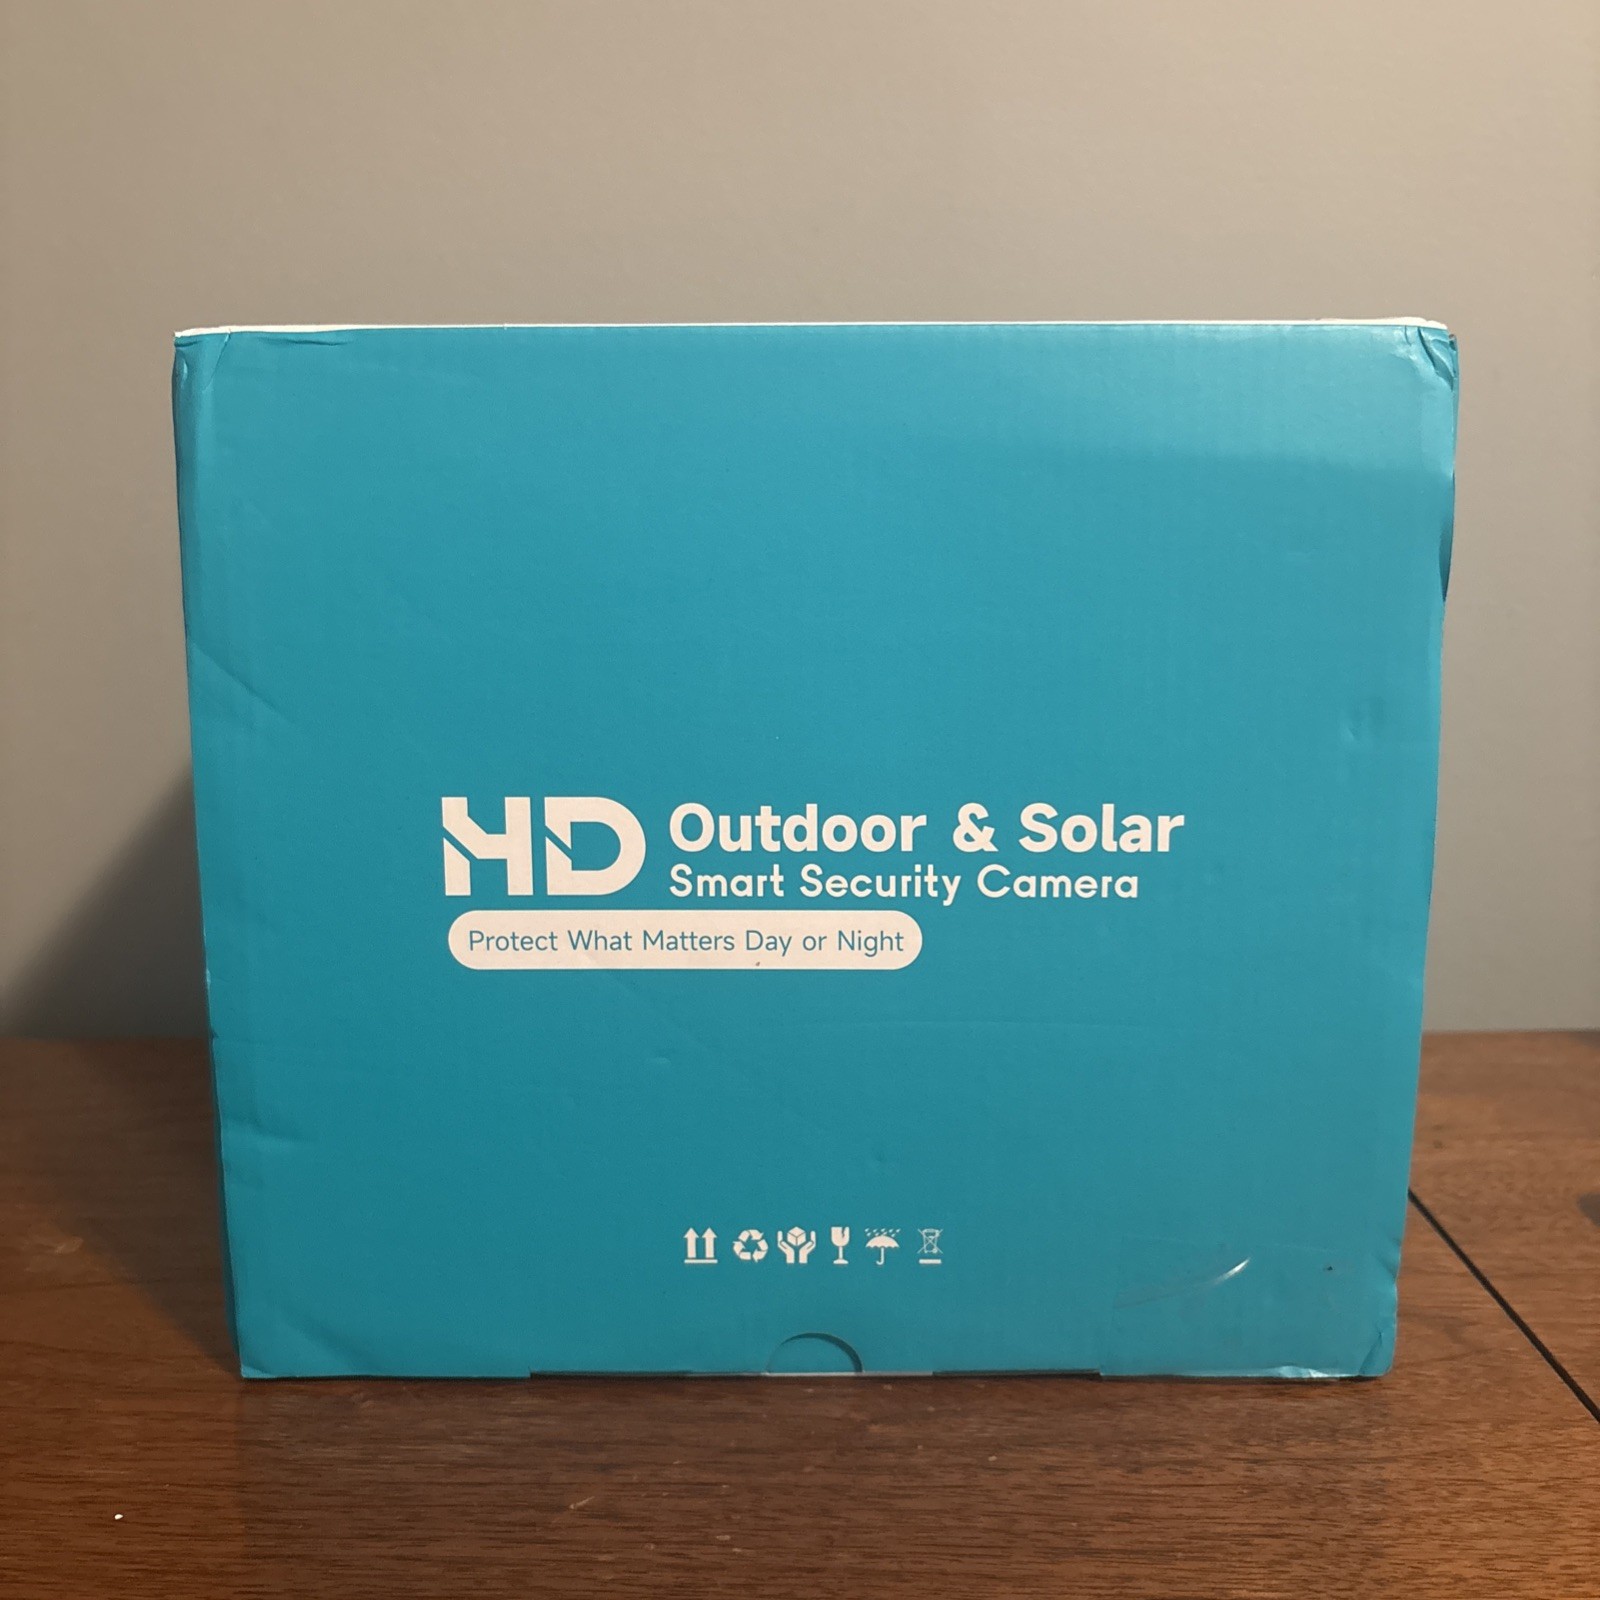 HD Outdoor & Solar
Smart Security Camera
Protect What Matters Day or Night